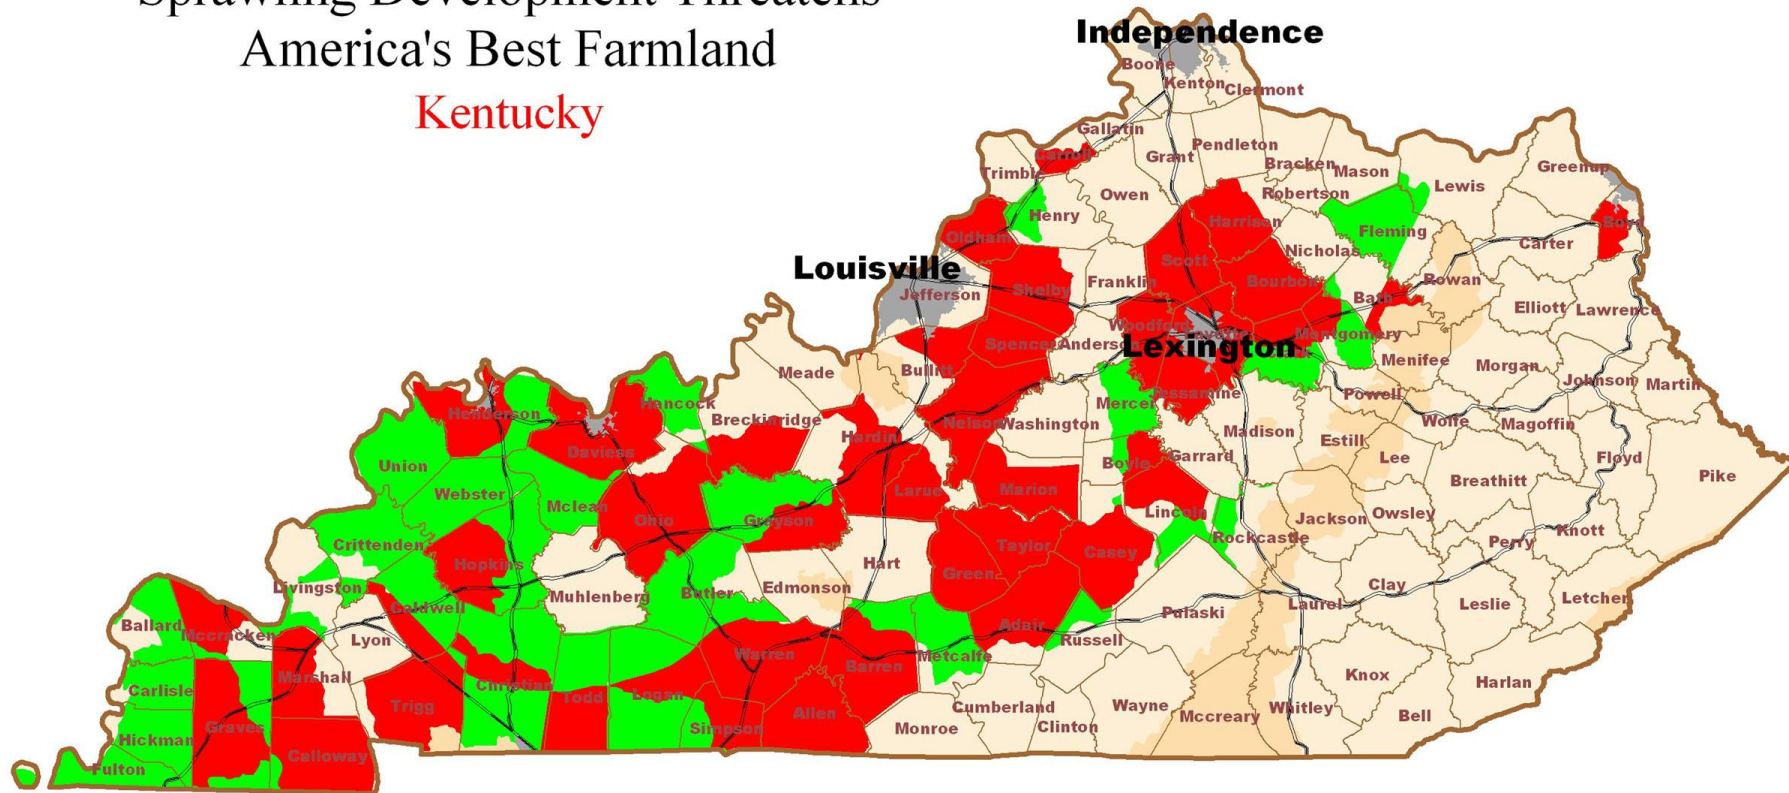 Sprawling Development Threatens
America's Best Farmland
Kentucky
Independence
Boone
Kenton
Clermont
Gallatin
Carroll
Grant
Pendleton
Bracken
Mason
Greenup
Trimble
Owen
Robertson
Lewis
Henry
Harrison
Fleming
Boyd
Oldham
Nicholas
Carter
Louisville
Jefferson
Shelby
Franklin
Scott
Bourbon
Bath
Rowan
Elliott
Lawrence
Woodford
Spencer
Anderson
Lexington
Montgomery
Menifee
Morgan
Meade
Bullitt
Johnson
Martin
Powell
Hancock
Mercer
Henderson
Breckinridge
Nelson
Washington
Madison
Wolfe
Magoffin
Hardin
Estill
Daviess
Garrard
Lee
Floyd
Union
Boyle
Breathitt
Pike
Webster
Larue
Marion
Mclean
Lincoln
Jackson
Owsley
Ohio
Grayson
Knott
Rockcastle
Perry
Crittenden
Taylor
Casey
Hopkins
Hart
Green
Clay
Livingston
Edmonson
Muhlenberg
Butler
Letcher
Caldwell
Laurel
Leslie
Pulaski
Ballard
Mccracken
Lyon
Adair
Russell
Warren
Metcalfe
Barren
Marshall
Knox
Harlan
Carlisle
Christian
Todd
Logan
Trigg
Cumberland
Wayne
Whitley
Allen
Mccreary
Bell
Graves
Simpson
Monroe
Clinton
Hickman
Calloway
Fulton